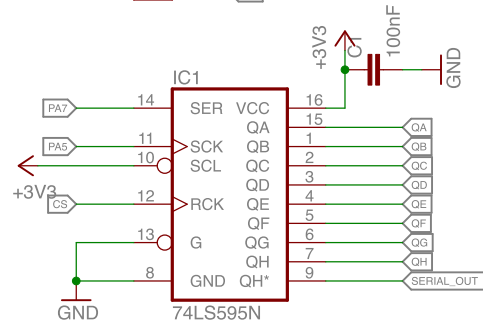 +3V3
C1
100nF
GND
IC1
PA7 14 SER VCC 16
QA 15 QA
PA5 11 SCK QB 1 QB
10 SCL QC 2 QC
+3V3
QD 3 QD
CS 12 RCK QE 4 QE
QF 5 QF
13 G QG 6 QG
QH 7 QH
8 GND QH* 9 SERIAL_OUT
GND
74LS595N